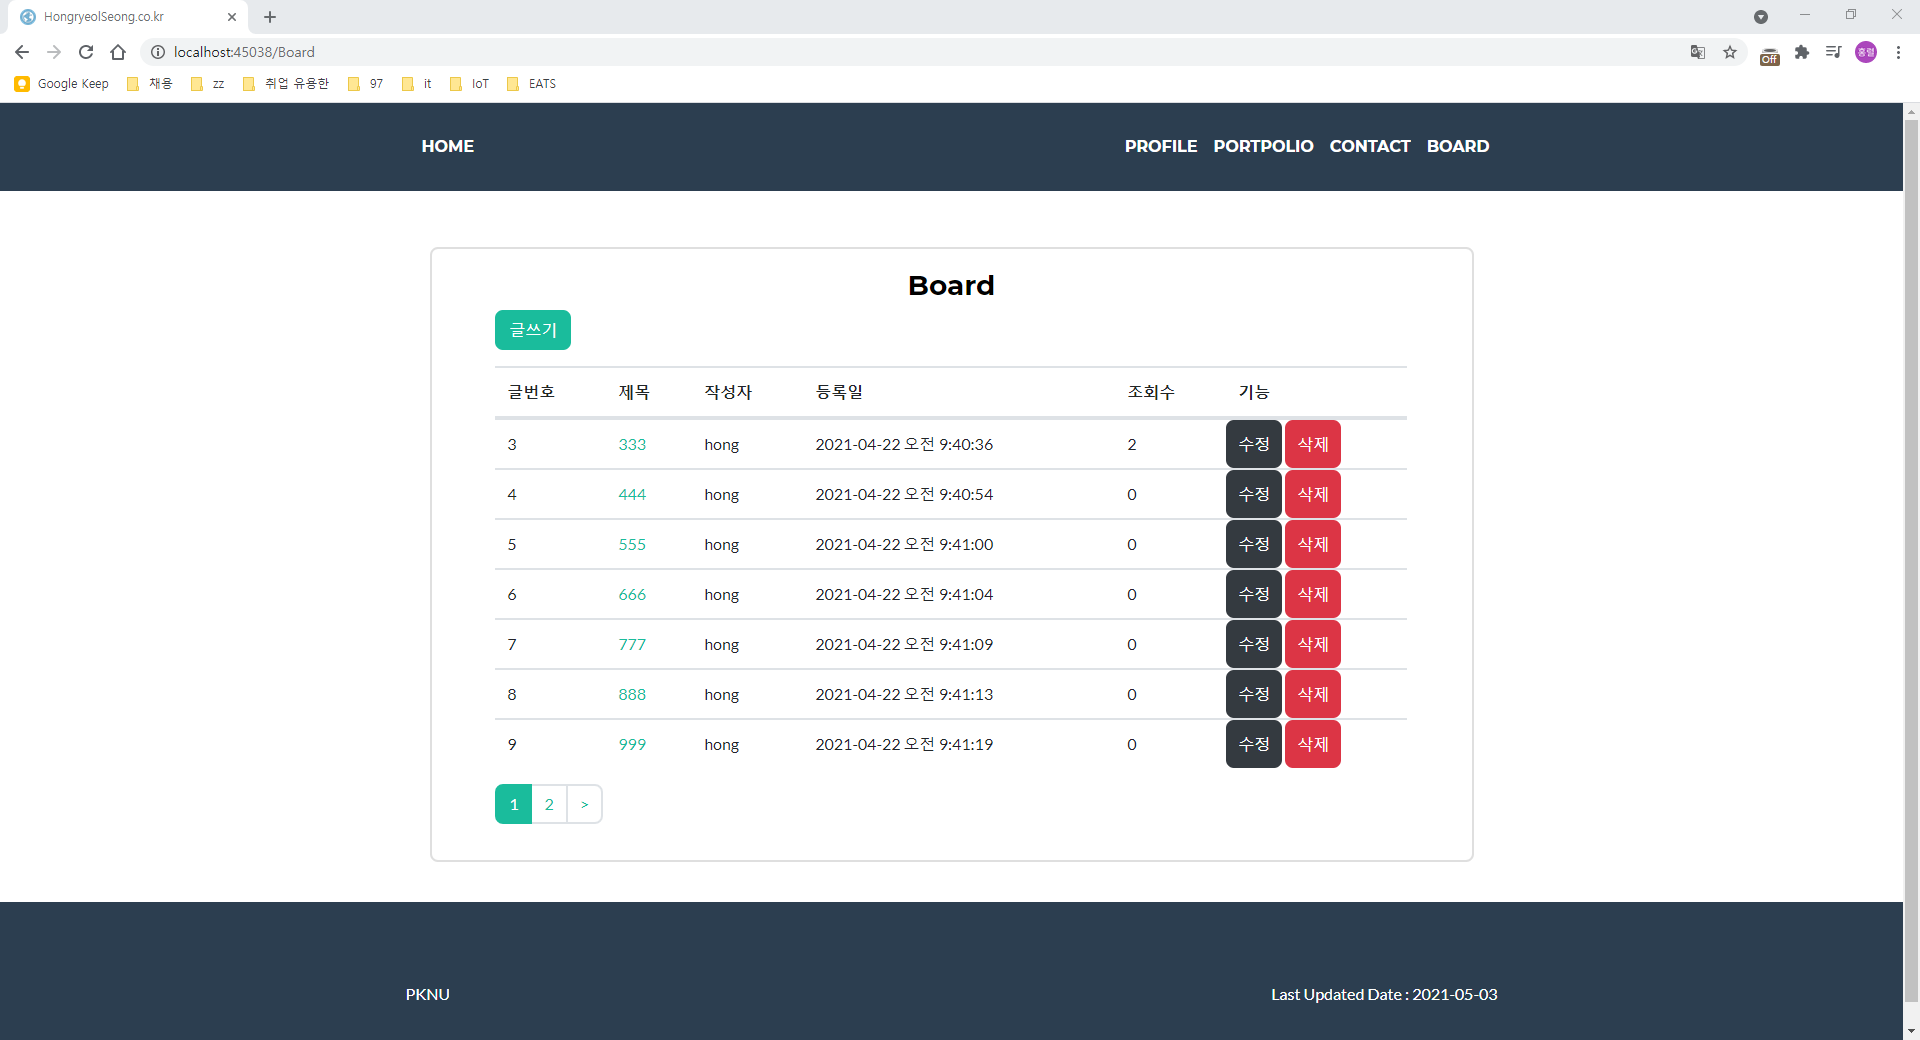 HongryeolSeong.co.kr
localhost:45038/Board
Off
홍렬
Google Keep 채용 zz 취업 유용한 97 it IoT EATS
HOME PROFILE PORTPOLIO CONTACT BOARD
Board
글쓰기
글번호 제목 작성자 등록일 조회수 기능
3 333 hong 2021-04-22 오전 9:40:36 2 수정 삭제
4 444 hong 2021-04-22 오전 9:40:54 0 수정 삭제
5 555 hong 2021-04-22 오전 9:41:00 0 수정 삭제
6 666 hong 2021-04-22 오전 9:41:04 0 수정 삭제
7 777 hong 2021-04-22 오전 9:41:09 0 수정 삭제
8 888 hong 2021-04-22 오전 9:41:13 0 수정 삭제
9 999 hong 2021-04-22 오전 9:41:19 0 수정 삭제
1 2 >
PKNU Last Updated Date : 2021-05-03